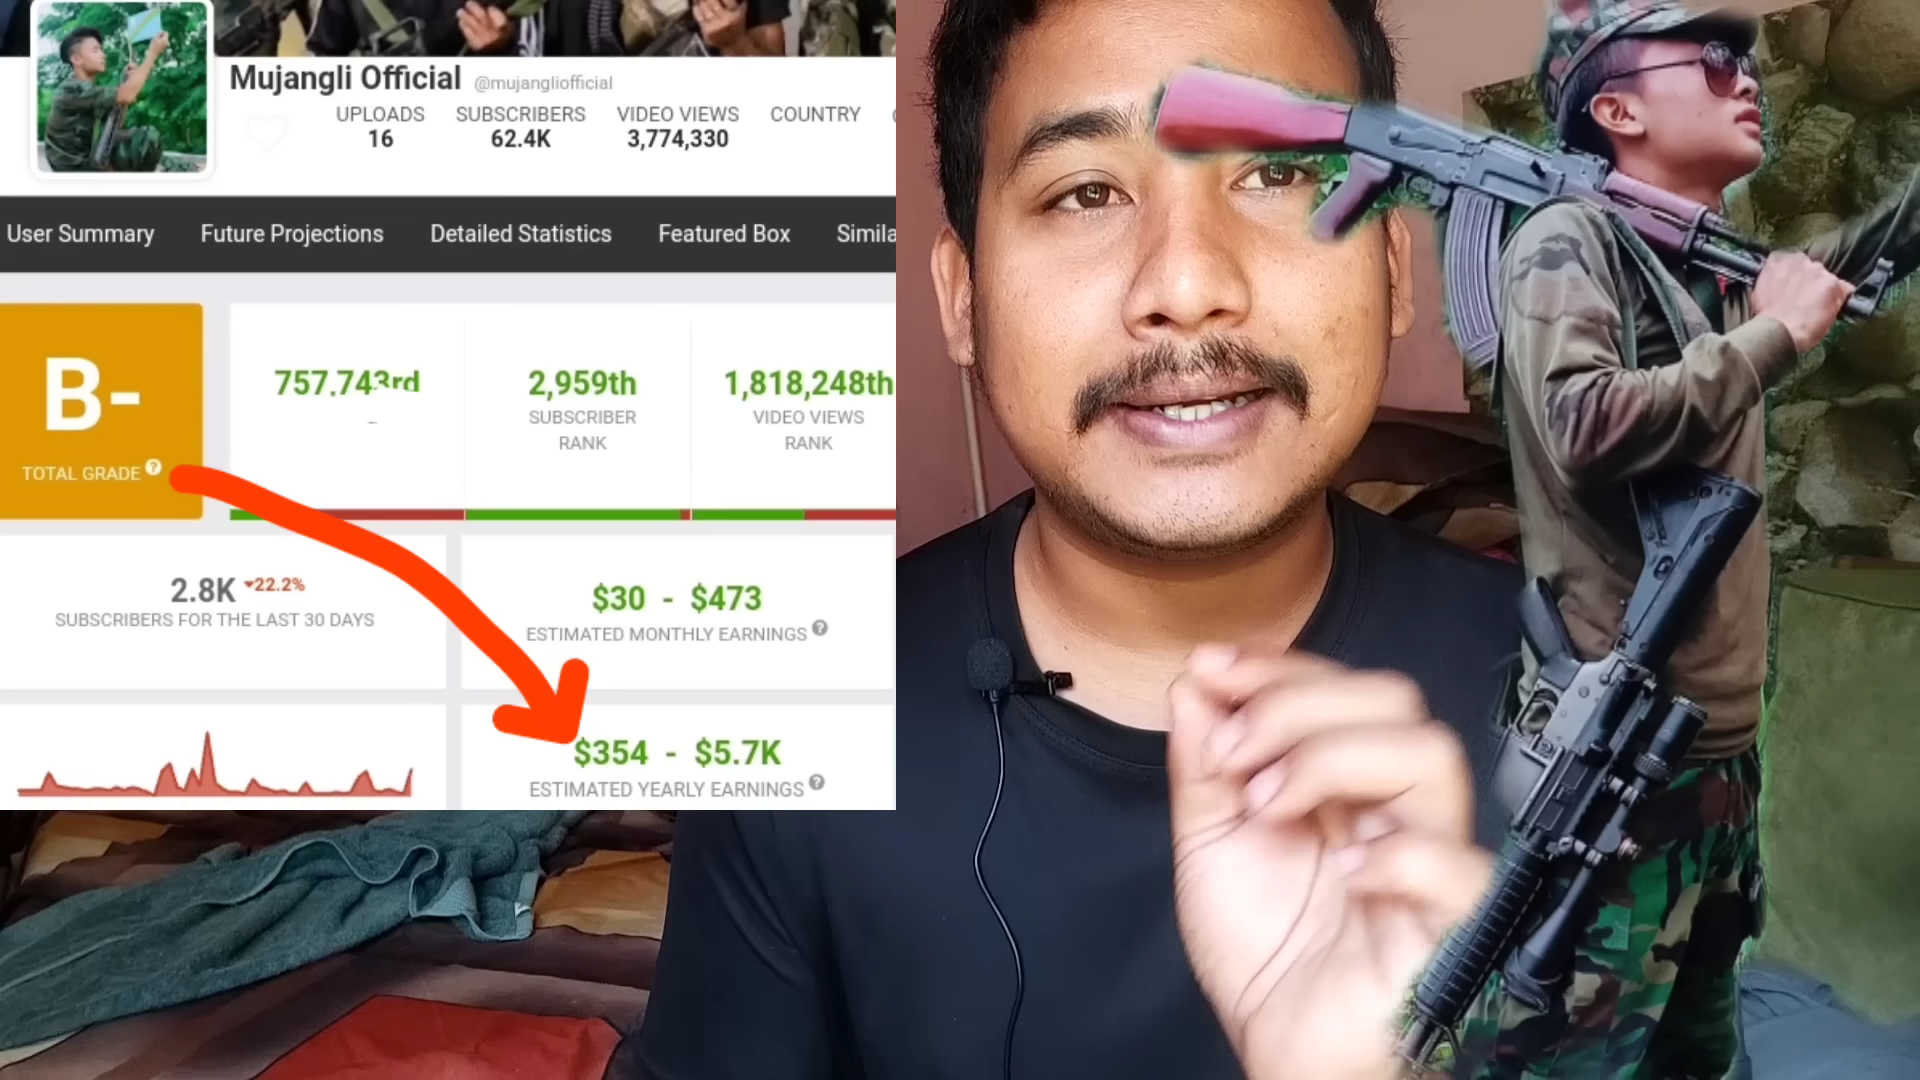 Mujangli Official @mujangliofficial
UPLOADS SUBSCRIBERS VIDEO VIEWS COUNTRY
16 62.4K 3,774,330
User Summary Future Projections Detailed Statistics Featured Box
B-
TOTAL GRADE ?
757,743rd
2,959th
SUBSCRIBER
RANK
1,818,248th
VIDEO VIEWS
RANK
2.8K 22.2%
SUBSCRIBERS FOR THE LAST 30 DAYS
$30 - $473
ESTIMATED MONTHLY EARNINGS ?
$354 - $5.7K
ESTIMATED YEARLY EARNINGS ?